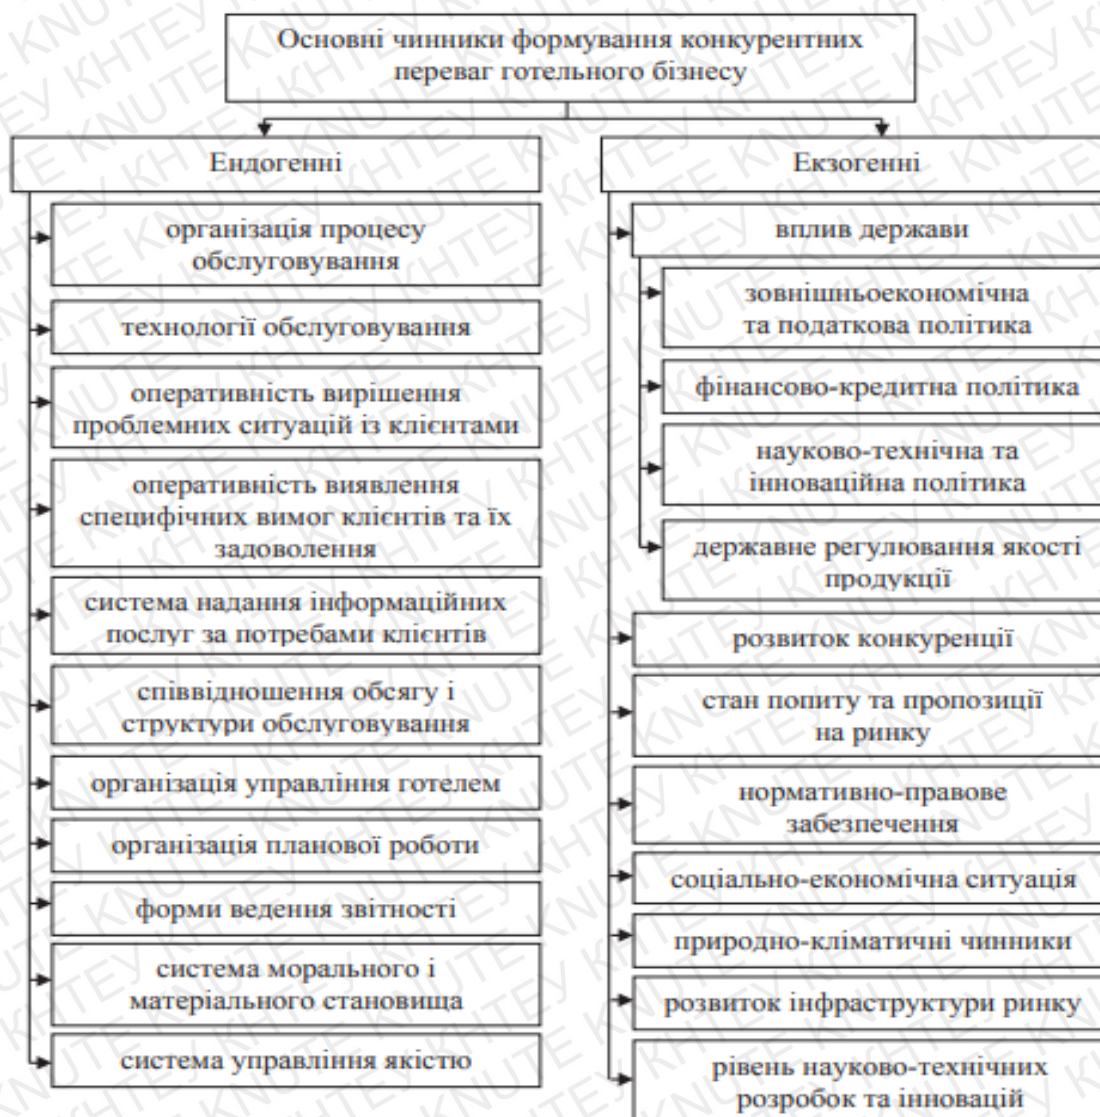 Основні чинники формування конкурентних
переваг готельного бізнесу
Ендогенні
організація процесу
обслуговування
технології обслуговування
оперативність вирішення
проблемних ситуацій із клієнтами
оперативність виявлення
специфічних вимог клієнтів та їх
задоволення
система надання інформаційних
послуг за потребами клієнтів
співвідношення обсягу і
структури обслуговування
організація управління готелем
організація планової роботи
форми ведення звітності
система морального і
матеріального становища
система управління якістю
Екзогенні
вплив держави
зовнішньоекономічна
та податкова політика
фінансово-кредитна політика
науково-технічна та
інноваційна політика
державне регулювання якості
продукції
розвиток конкуренції
стан попиту та пропозиції
на ринку
нормативно-правове
забезпечення
соціально-економічна ситуація
природно-кліматичні чинники
розвиток інфраструктури ринку
рівень науково-технічних
розробок та інновацій
KNUTE КНТЕУ